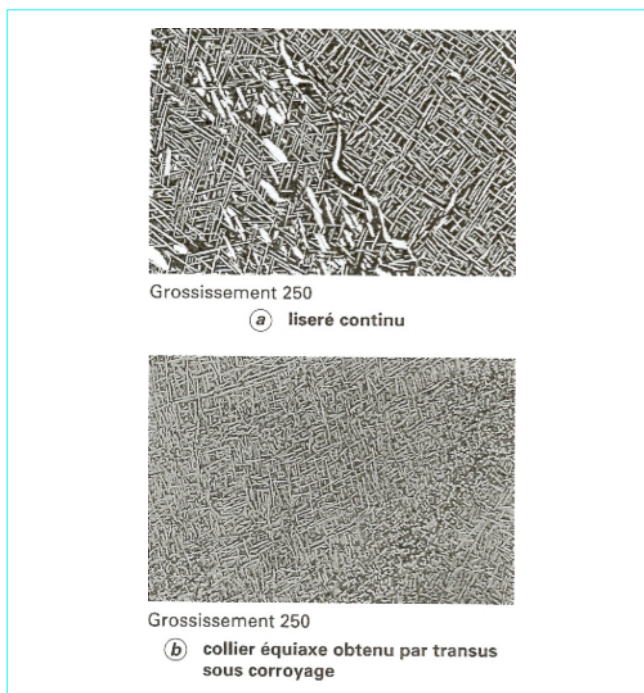 Grossissement 250
a liseré continu
Grossissement 250
b collier équiaxe obtenu par transus
sous corroyage